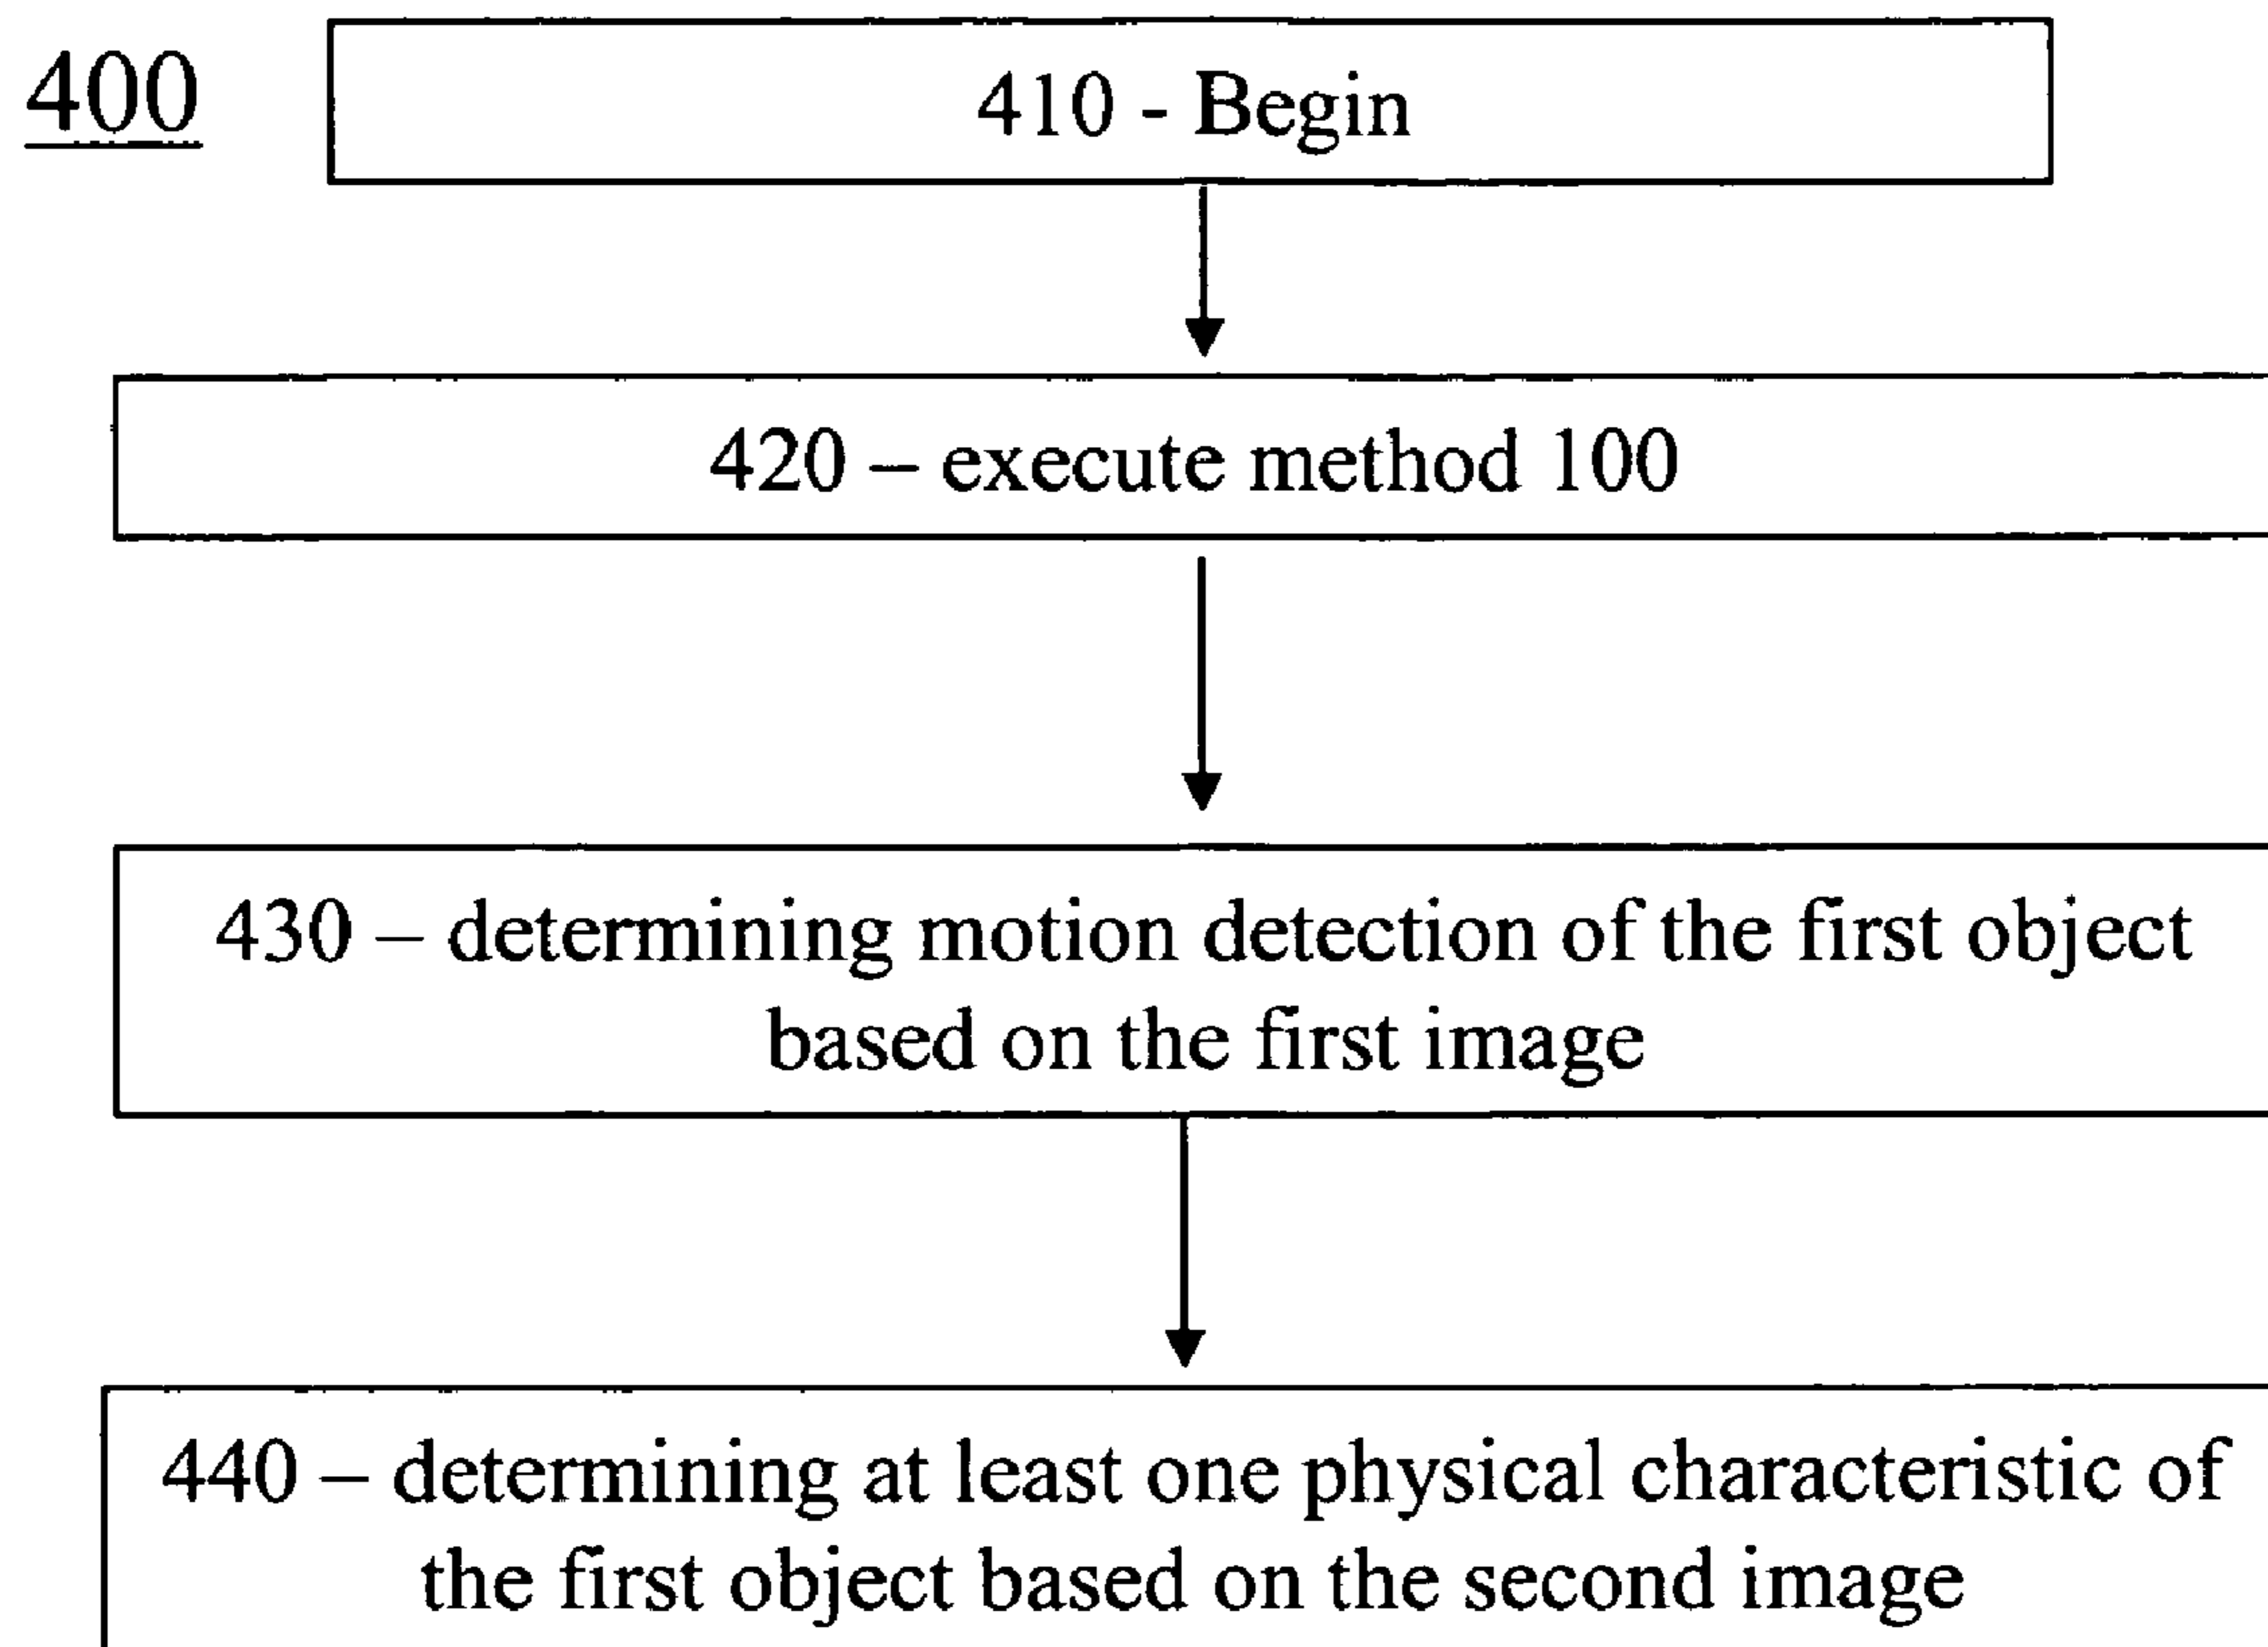 400
410 - Begin
420 – execute method 100
430 – determining motion detection of the first object
based on the first image
440 – determining at least one physical characteristic of
the first object based on the second image